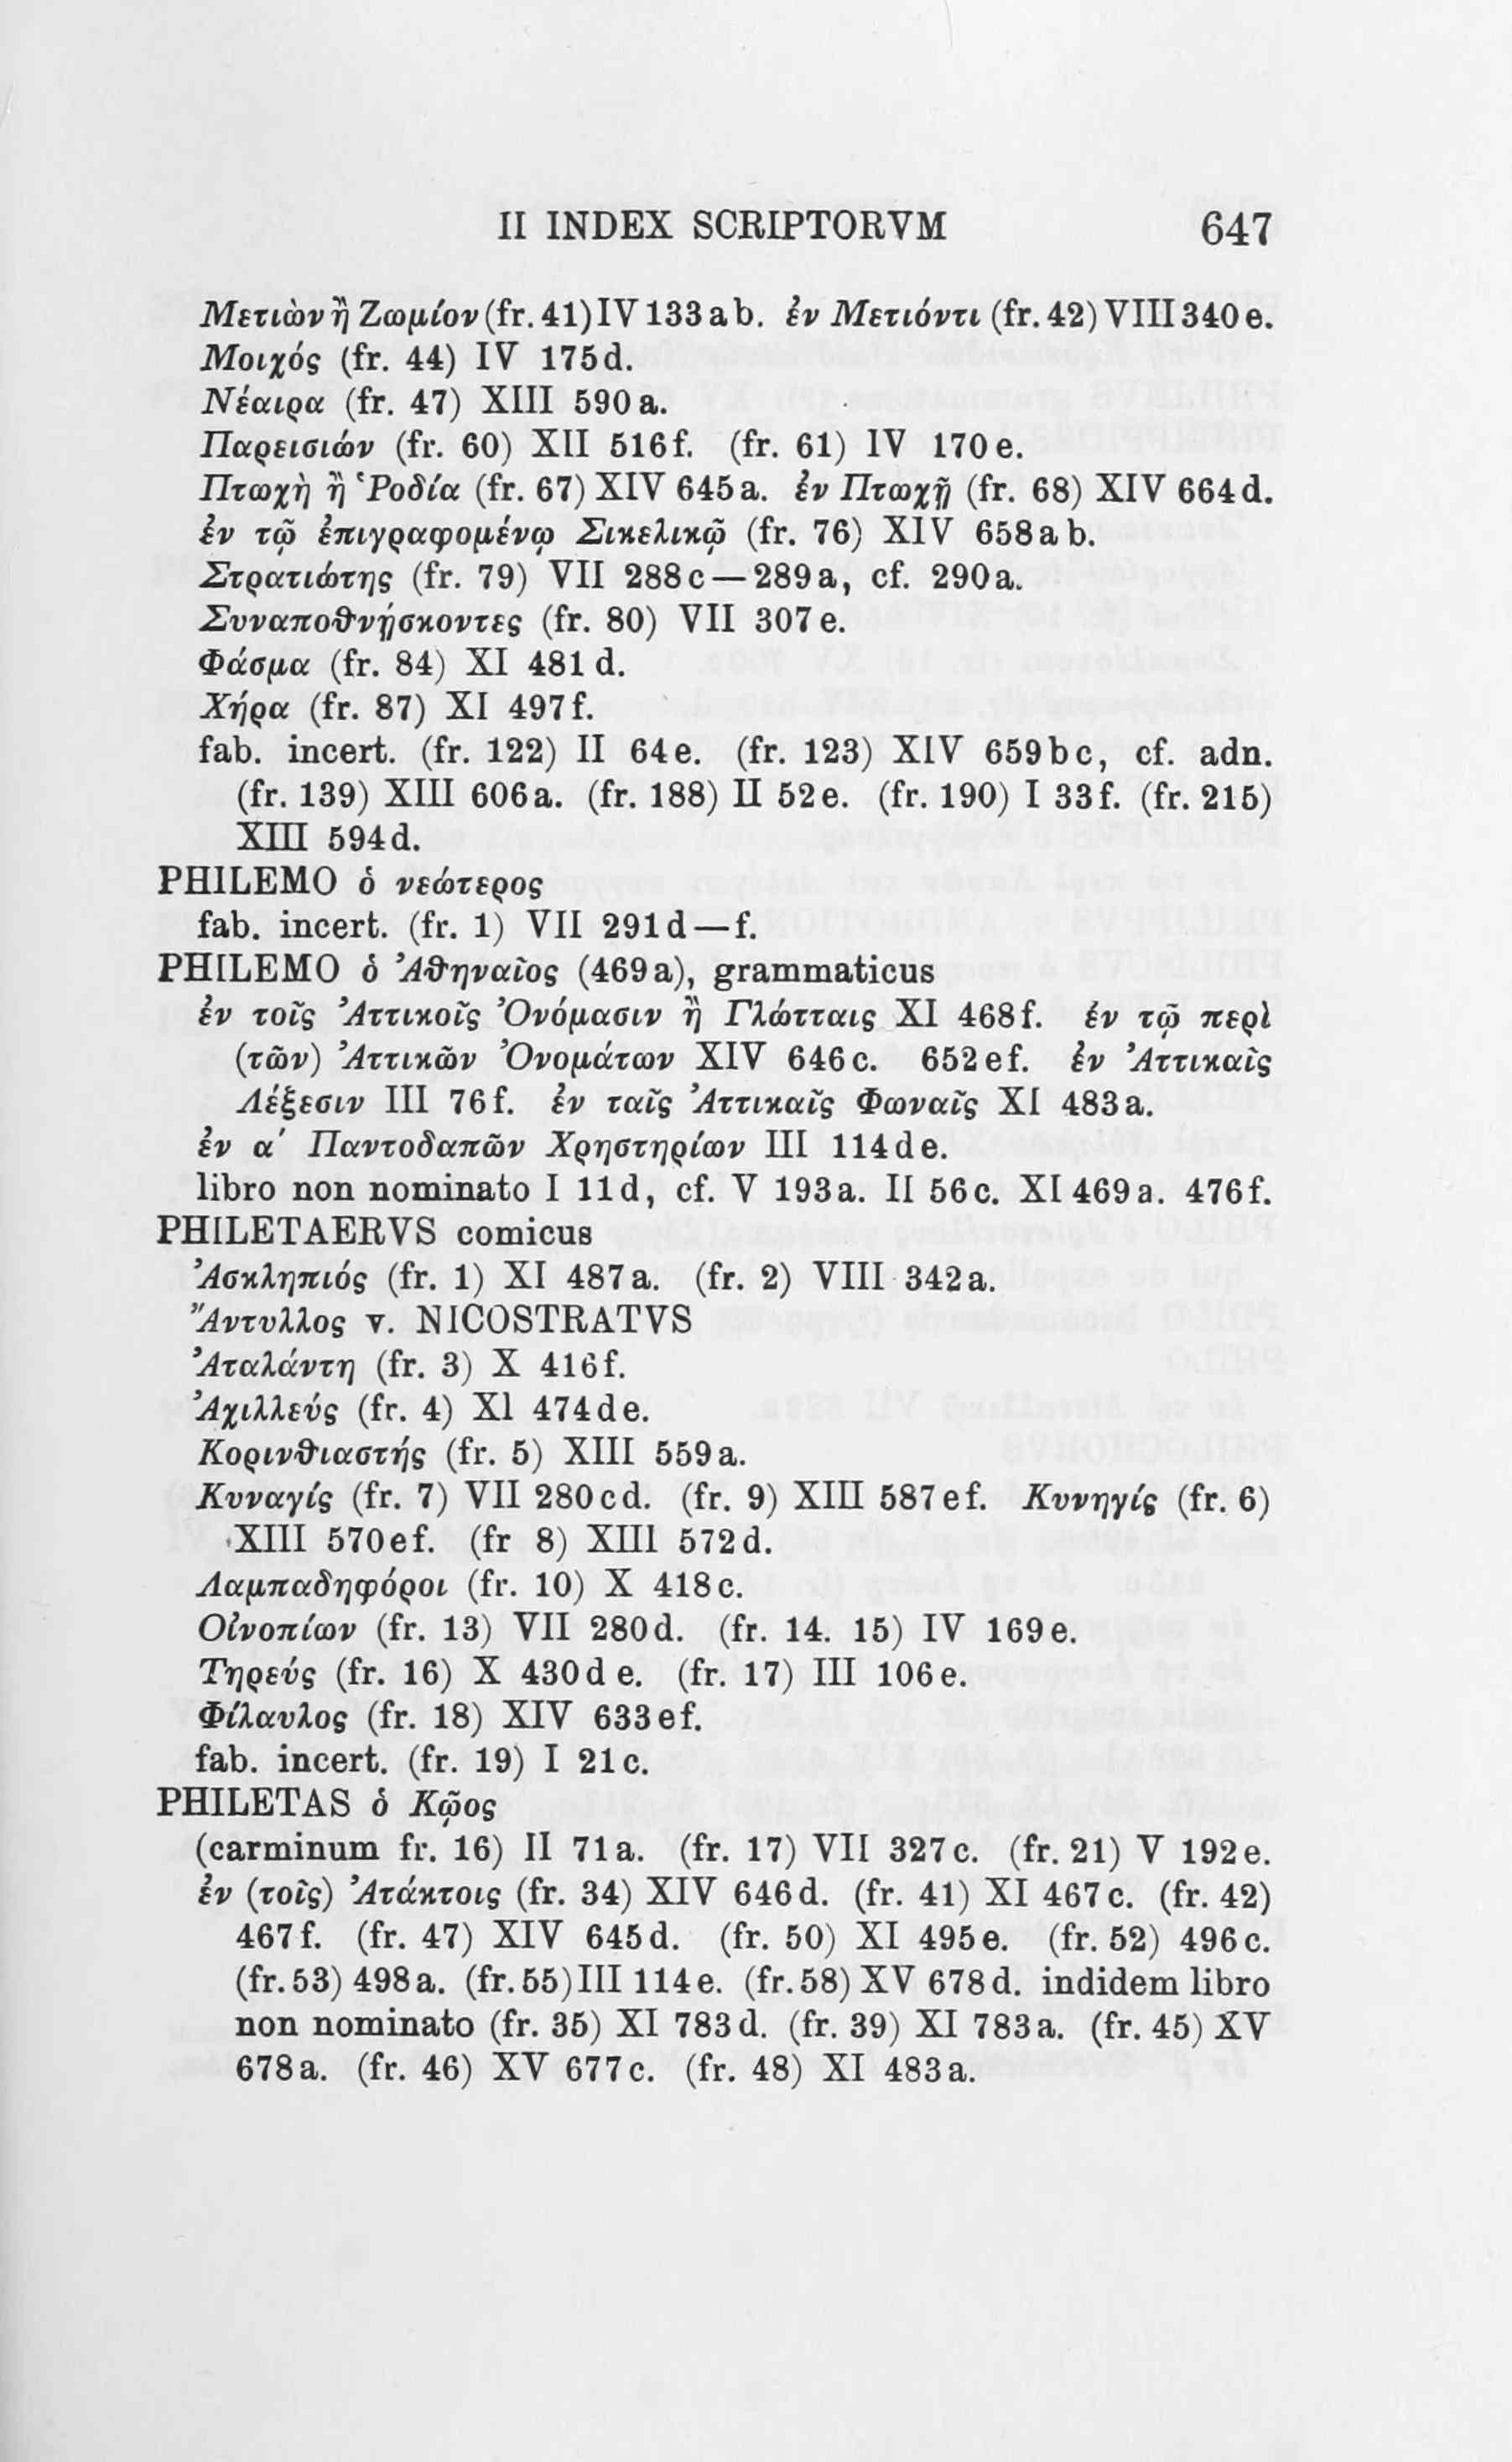 II INDEX SCRIPTORVM 647
Μετιὼν ἢ Ζωμίον (fr. 41) IV 133 a b. ἐν Μετιόντι (fr. 42) VIII 340 e.
Μοιχός (fr. 44) IV 175 d.
Νέαιρα (fr. 47) XIII 590 a.
Παρεισιών (fr. 60) XII 516 f. (fr. 61) IV 170 e.
Πτωχὴ ἢ Ῥοδία (fr. 67) XIV 645 a. ἐν Πτωχῇ (fr. 68) XIV 664 d.
ἐν τῷ ἐπιγραφομένῳ Σικελικῷ (fr. 76) XIV 658 a b.
Στρατιώτης (fr. 79) VII 288 c — 289 a, cf. 290 a.
Συναποθνῄσκοντες (fr. 80) VII 307 e.
Φάσμα (fr. 84) XI 481 d.
Χήρα (fr. 87) XI 497 f.
fab. incert. (fr. 122) II 64 e. (fr. 123) XIV 659 b c, cf. adn.
(fr. 139) XIII 606 a. (fr. 188) II 52 e. (fr. 190) I 33 f. (fr. 215)
XIII 594 d.
PHILEMO ὁ νεώτερος
fab. incert. (fr. 1) VII 291 d — f.
PHILEMO ὁ Ἀθηναῖος (469 a), grammaticus
ἐν τοῖς Ἀττικοῖς Ὀνόμασιν ἢ Γλώτταις XI 468 f. ἐν τῷ περὶ
(τῶν) Ἀττικῶν Ὀνομάτων XIV 646 c. 652 e f. ἐν Ἀττικαῖς
Λέξεσιν III 76 f. ἐν ταῖς Ἀττικαῖς Φωναῖς XI 483 a.
ἐν α' Παντοδαπῶν Χρηστηρίων III 114 d e.
libro non nominato I 11 d, cf. V 193 a. II 56 c. XI 469 a. 476 f.
PHILETAERVS comicus
Ἀσκληπιός (fr. 1) XI 487 a. (fr. 2) VIII 342 a.
Ἄντυλλος v. NICOSTRATVS
Ἀταλάντη (fr. 3) X 416 f.
Ἀχιλλεύς (fr. 4) XI 474 d e.
Κορινθιαστής (fr. 5) XIII 559 a.
Κυναγίς (fr. 7) VII 280 c d. (fr. 9) XIII 587 e f. Κυνηγίς (fr. 6)
XIII 570 e f. (fr 8) XIII 572 d.
Λαμπαδηφόροι (fr. 10) X 418 c.
Οἰνοπίων (fr. 13) VII 280 d. (fr. 14. 15) IV 169 e.
Τηρεύς (fr. 16) X 430 d e. (fr. 17) III 106 e.
Φίλαυλος (fr. 18) XIV 633 e f.
fab. incert. (fr. 19) I 21 c.
PHILETAS ὁ Κῷος
(carminum fr. 16) II 71 a. (fr. 17) VII 327 c. (fr. 21) V 192 e.
ἐν (τοῖς) Ἀτάκτοις (fr. 34) XIV 646 d. (fr. 41) XI 467 c. (fr. 42)
467 f. (fr. 47) XIV 645 d. (fr. 50) XI 495 e. (fr. 52) 496 c.
(fr. 53) 498 a. (fr. 55) III 114 e. (fr. 58) XV 678 d. indidem libro
non nominato (fr. 35) XI 783 d. (fr. 39) XI 783 a. (fr. 45) XV
678 a. (fr. 46) XV 677 c. (fr. 48) XI 483 a.